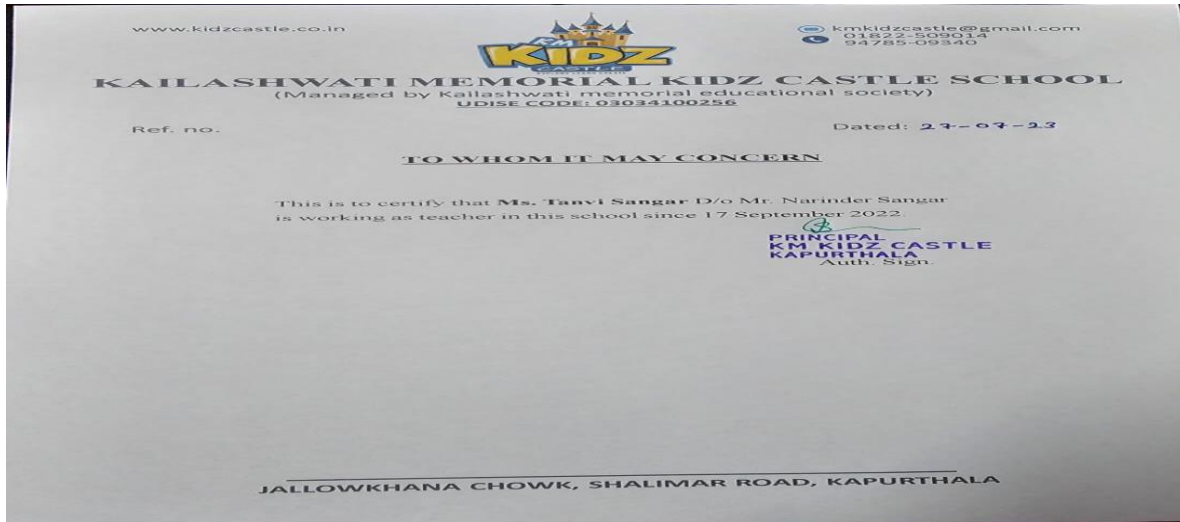 www.kidzcastle.co.in
kmkidzcastle@gmail.com
01822-509014
94785-09340
KM
KIDZ
CASTLE
KAILASHWATI MEMORIAL KIDZ CASTLE SCHOOL
(Managed by Kailashwati memorial educational society)
UDISE CODE: 03034100256
Ref. no.
Dated: 27-07-23
TO WHOM IT MAY CONCERN
This is to certify that Ms. Tanvi Sangar D/o Mr. Narinder Sangar
is working as teacher in this school since 17 September 2022.
PRINCIPAL
KM KIDZ CASTLE
KAPURTHALA
Auth. Sign.
JALLOWKHANA CHOWK, SHALIMAR ROAD, KAPURTHALA